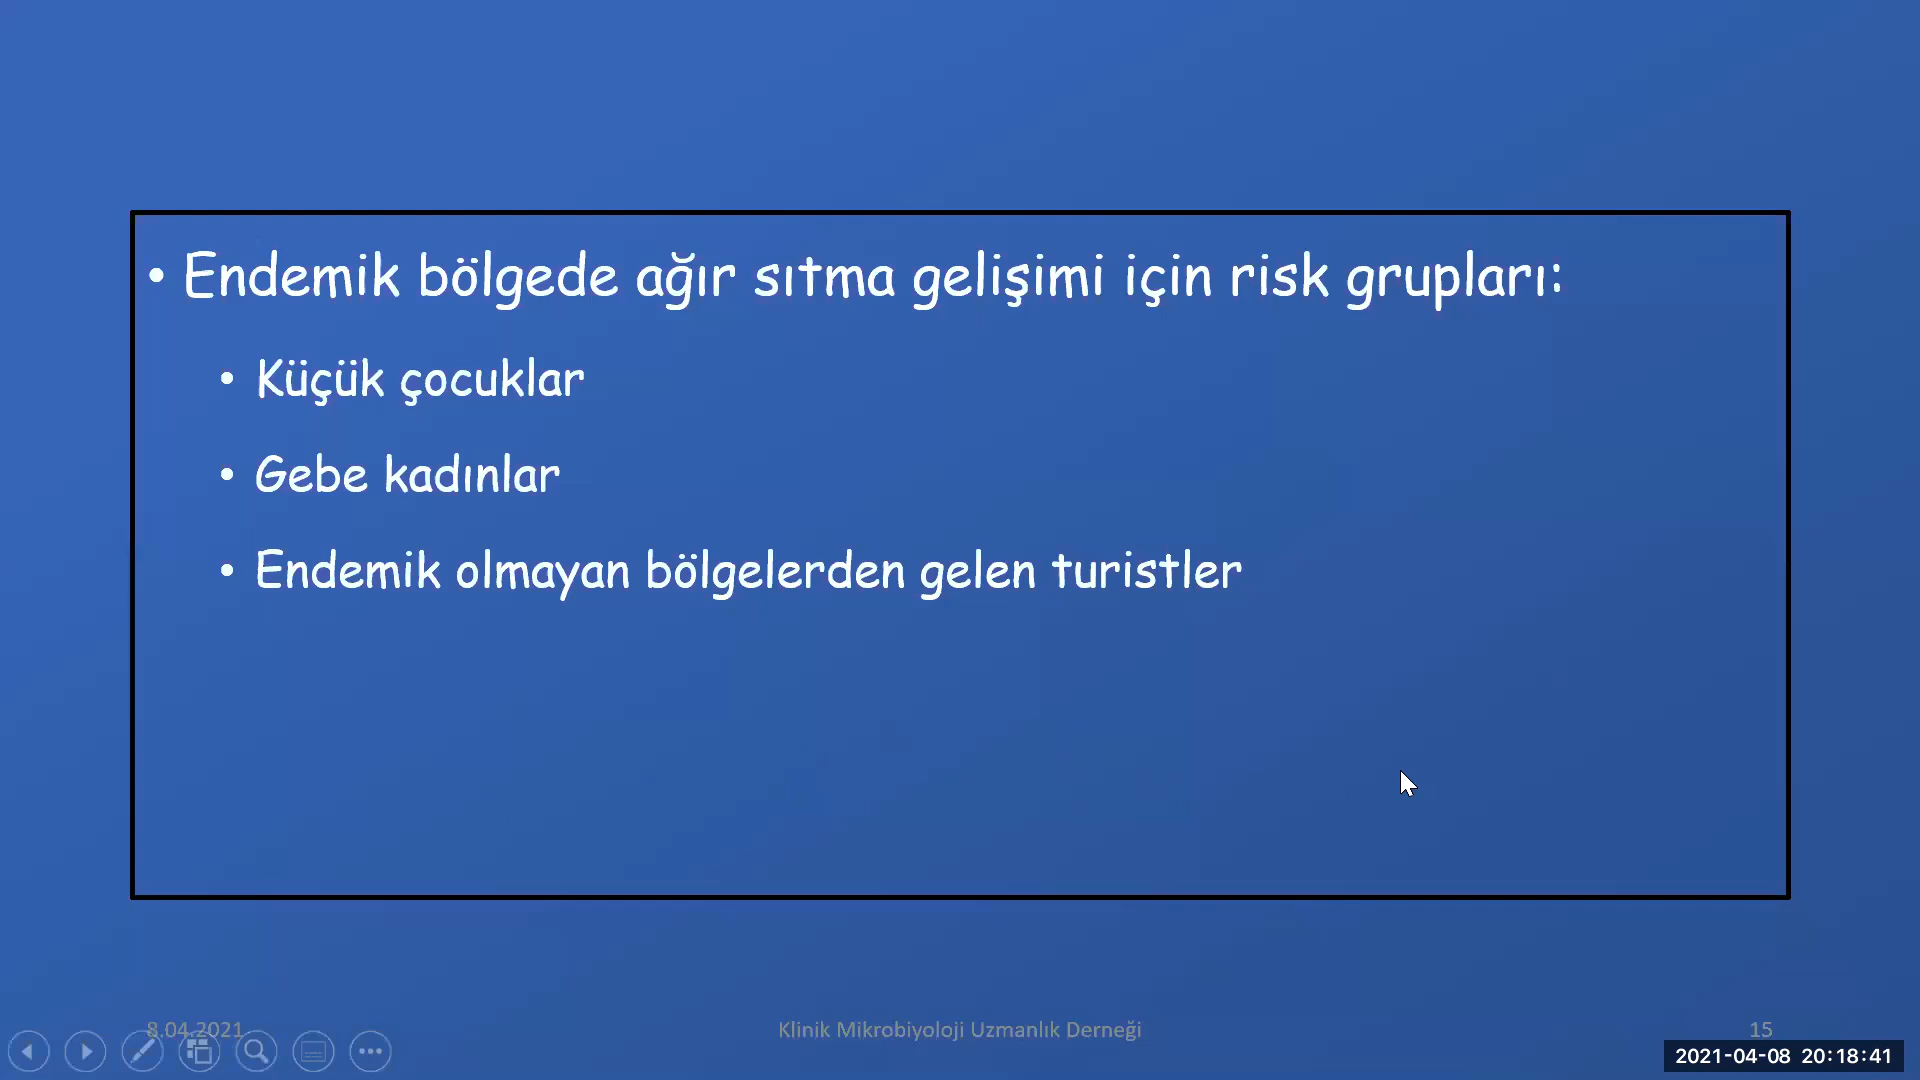 • Endemik bölgede ağır sıtma gelişimi için risk grupları:
• Küçük çocuklar
• Gebe kadınlar
• Endemik olmayan bölgelerden gelen turistler
8.04.2021
Klinik Mikrobiyoloji Uzmanlık Derneği
15
2021-04-08 20:18:41